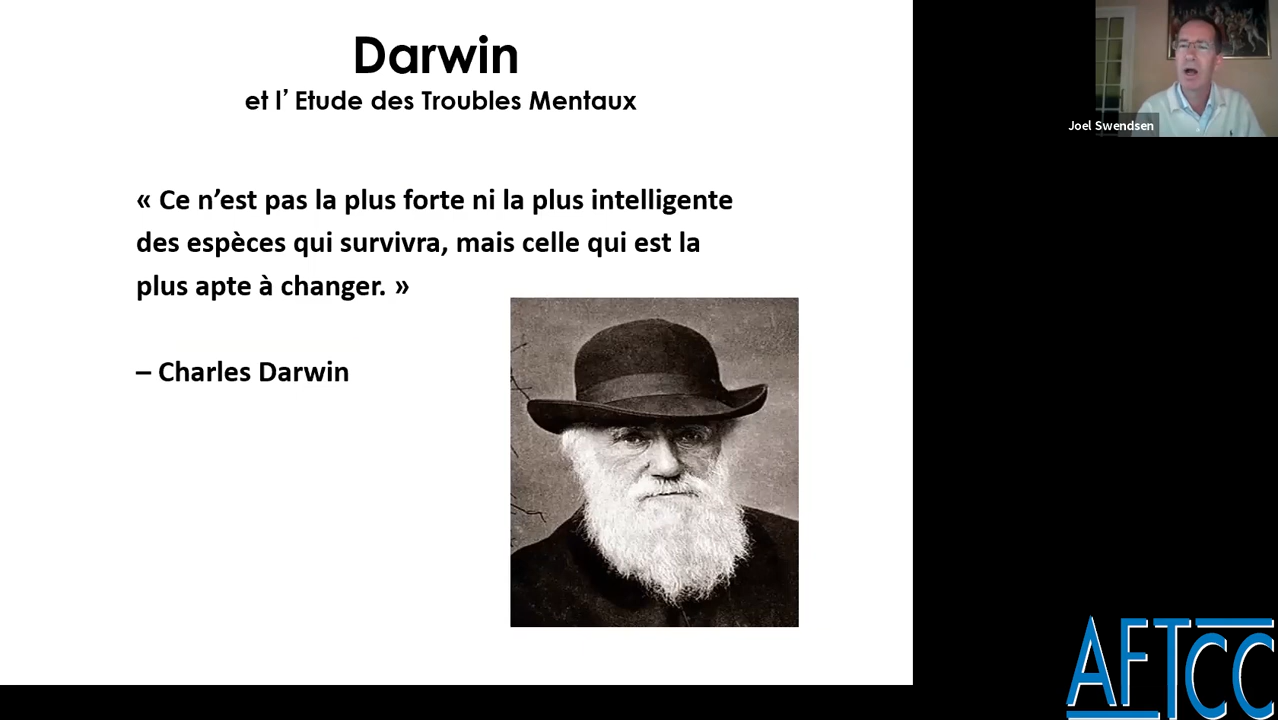 Darwin
et l’ Etude des Troubles Mentaux
« Ce n’est pas la plus forte ni la plus intelligente
des espèces qui survivra, mais celle qui est la
plus apte à changer. »
– Charles Darwin
Joel Swendsen
AFTCC